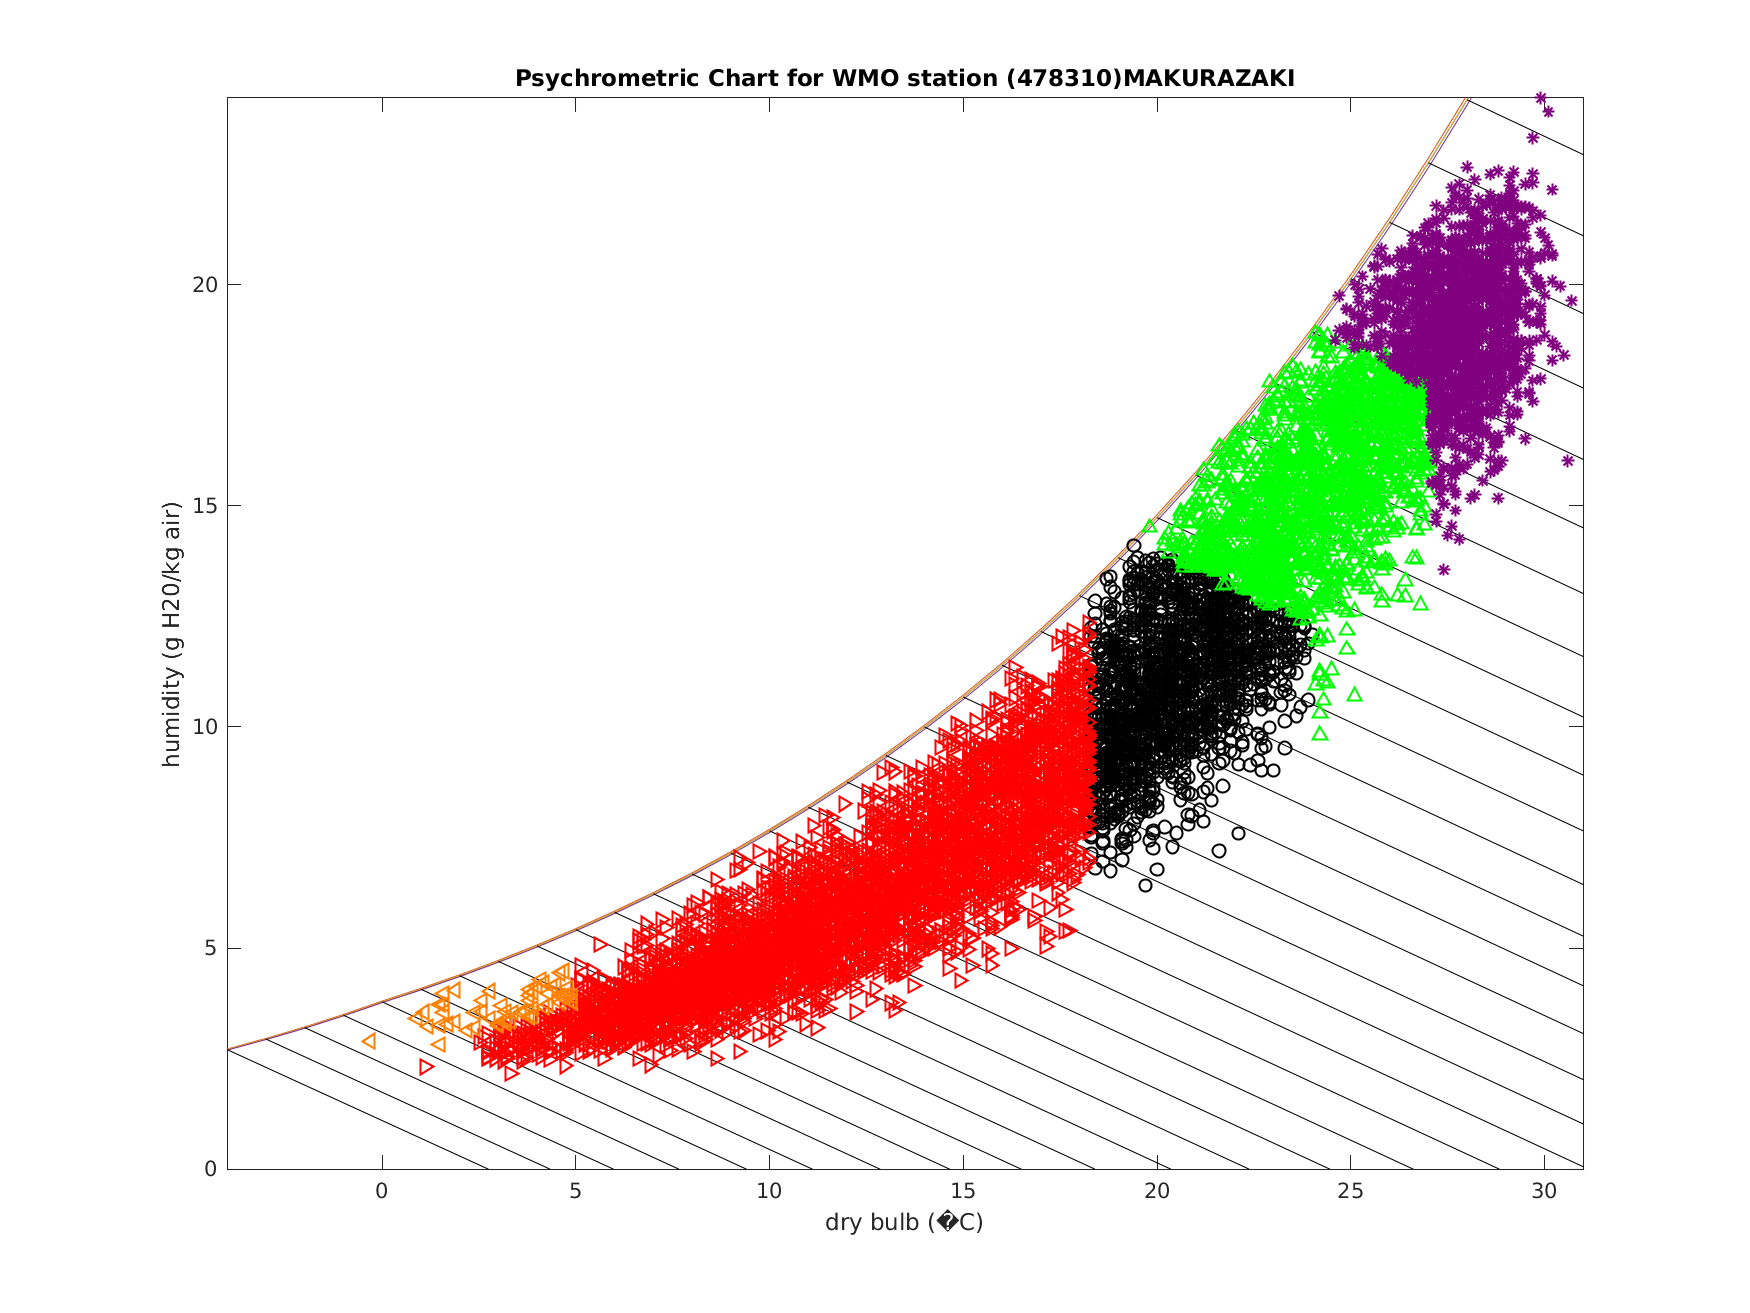 Psychrometric Chart for WMO station (478310)MAKURAZAKI
humidity (g H20/kg air)
20
15
10
5
0
0 5 10 15 20 25 30
dry bulb (�C)